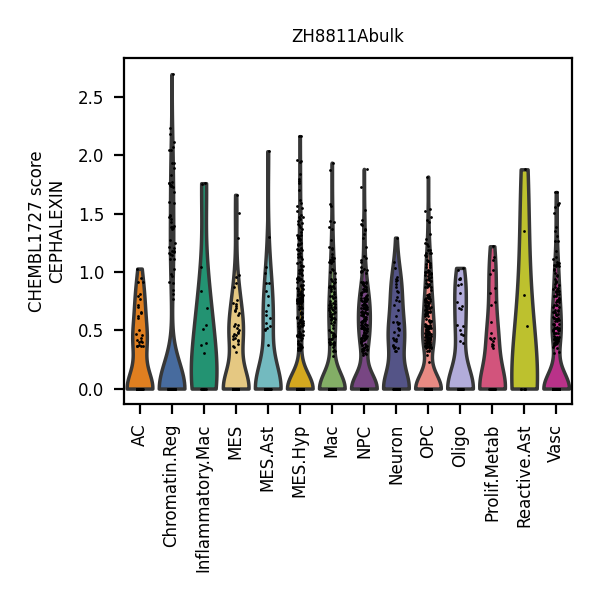 ZH8811Abulk
CHEMBL1727 score
CEPHALEXIN
2.5
2.0
1.5
1.0
0.5
0.0
AC
Chromatin.Reg
Inflammatory.Mac
MES
MES.Ast
MES.Hyp
Mac
NPC
Neuron
OPC
Oligo
Prolif.Metab
Reactive.Ast
Vasc